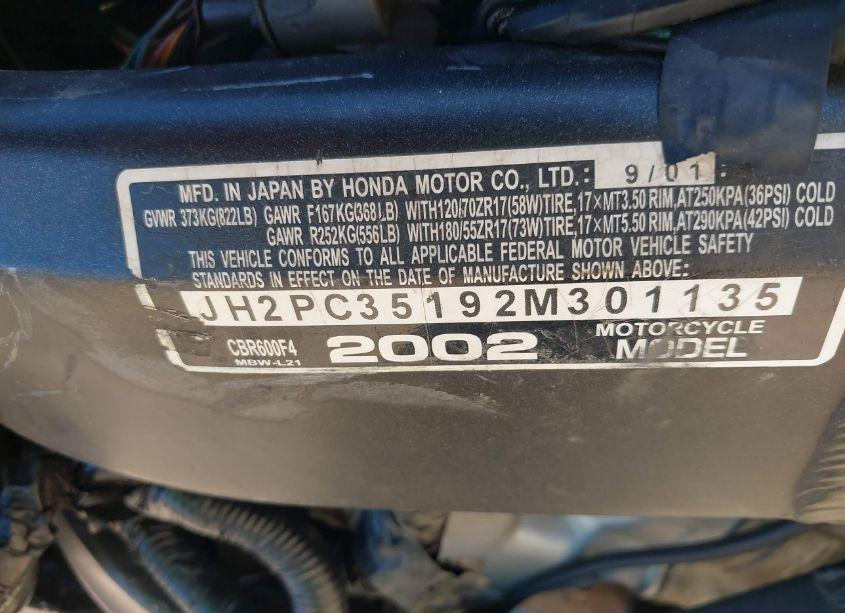 MFD. IN JAPAN BY HONDA MOTOR CO., LTD.: 9/01
GVWR 373KG(822LB) GAWR F167KG(368LB) WITH120/70ZR17(58W)TIRE,17×MT3.50 RIM,AT250KPA(36PSI) COLD
GAWR R252KG(556LB) WITH180/55ZR17(73W)TIRE,17×MT5.50 RIM,AT290KPA(42PSI) COLD
THIS VEHICLE CONFORMS TO ALL APPLICABLE FEDERAL MOTOR VEHICLE SAFETY
STANDARDS IN EFFECT ON THE DATE OF MANUFACTURE SHOWN ABOVE:
JH2PC35192M301135
CBR600F4 2002 MOTORCYCLE
MBW-L21 MODEL